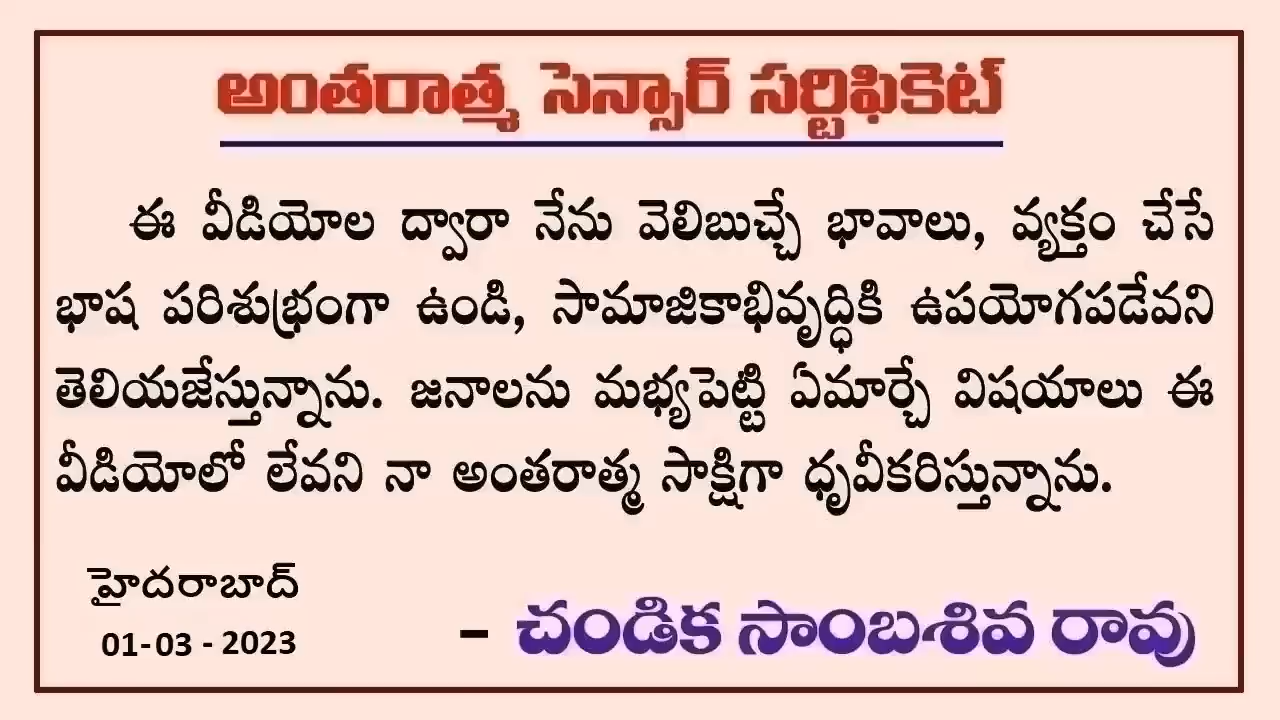 అంతరాత్మ సెన్సార్ సర్టిఫికెట్
ఈ వీడియోల ద్వారా నేను వెలిబుచ్చే భావాలు, వ్యక్తం చేసే
భాష పరిశుభ్రంగా ఉండి, సామాజికాభివృద్ధికి ఉపయోగపడేవని
తెలియజేస్తున్నాను. జనాలను మభ్యపెట్టి ఏమార్చే విషయాలు ఈ
వీడియోలో లేవని నా అంతరాత్మ సాక్షిగా ధృవీకరిస్తున్నాను.
హైదరాబాద్
01-03 - 2023
– చండిక సాంబశివ రావు